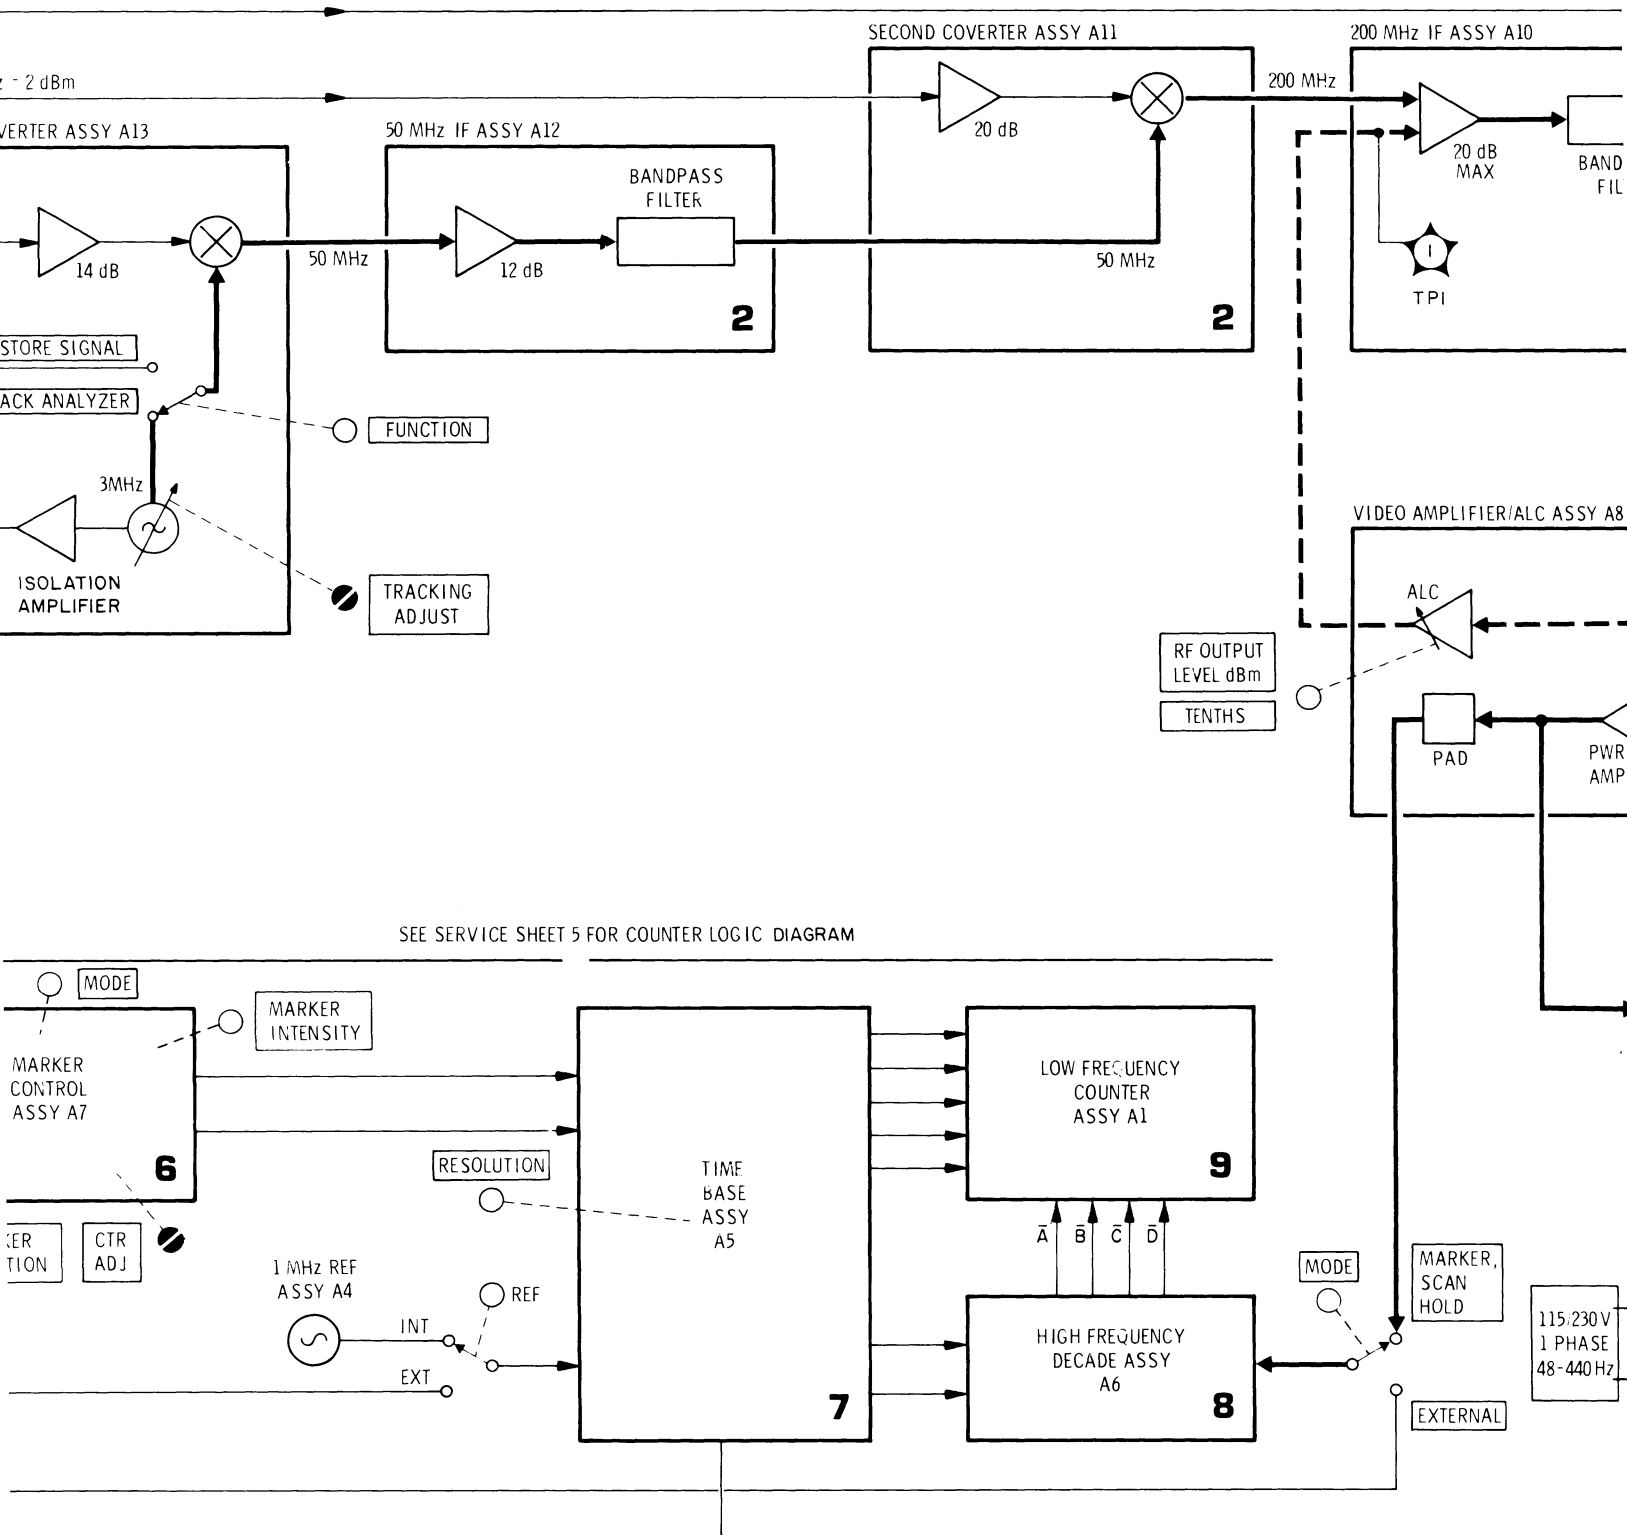 SECOND COVERTER ASSY A11
200 MHz IF ASSY A10
z - 2 dBm
200 MHz
20 dB
VERTER ASSY A13
50 MHz IF ASSY A12
20 dB
MAX
BAND
FIL
BANDPASS
FILTER
14 dB
50 MHz
12 dB
50 MHz
I
TPI
2
2
STORE SIGNAL
ACK ANALYZER
FUNCTION
3MHz
VIDEO AMPLIFIER/ALC ASSY A8
ISOLATION
AMPLIFIER
TRACKING
ADJUST
ALC
RF OUTPUT
LEVEL dBm
TENTHS
PAD
PWR
AMP
SEE SERVICE SHEET 5 FOR COUNTER LOGIC DIAGRAM
MODE
MARKER
INTENSITY
MARKER
CONTROL
ASSY A7
6
LOW FREQUENCY
COUNTER
ASSY A1
9
RESOLUTION
TIME
BASE
ASSY
A5
7
KER
TION
CTR
ADJ
A̅ B̅ C̅ D̅
1 MHz REF
ASSY A4
REF
INT
EXT
HIGH FREQUENCY
DECADE ASSY
A6
8
MODE
MARKER,
SCAN
HOLD
EXTERNAL
115/230V
1 PHASE
48-440Hz